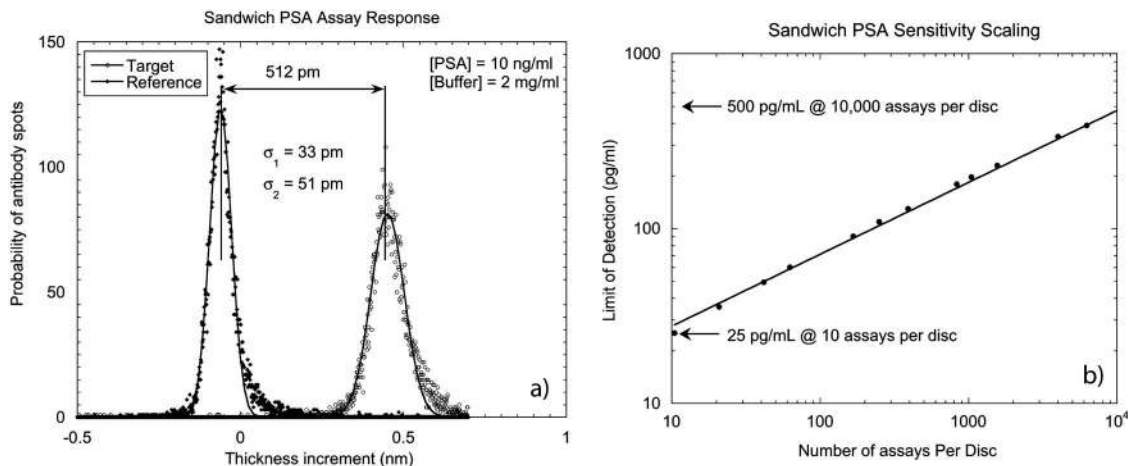 Sandwich PSA Assay Response
150
100
50
0
-0.5
0
0.5
1
Probability of antibody spots
Thickness increment (nm)
Target
Reference
512 pm
[PSA] = 10 ng/ml
[Buffer] = 2 mg/ml
σ1 = 33 pm
σ2 = 51 pm
a)
Sandwich PSA Sensitivity Scaling
1000
100
10
10
100
1000
10⁴
Limit of Detection (pg/ml)
Number of assays Per Disc
500 pg/mL @ 10,000 assays per disc
25 pg/mL @ 10 assays per disc
b)